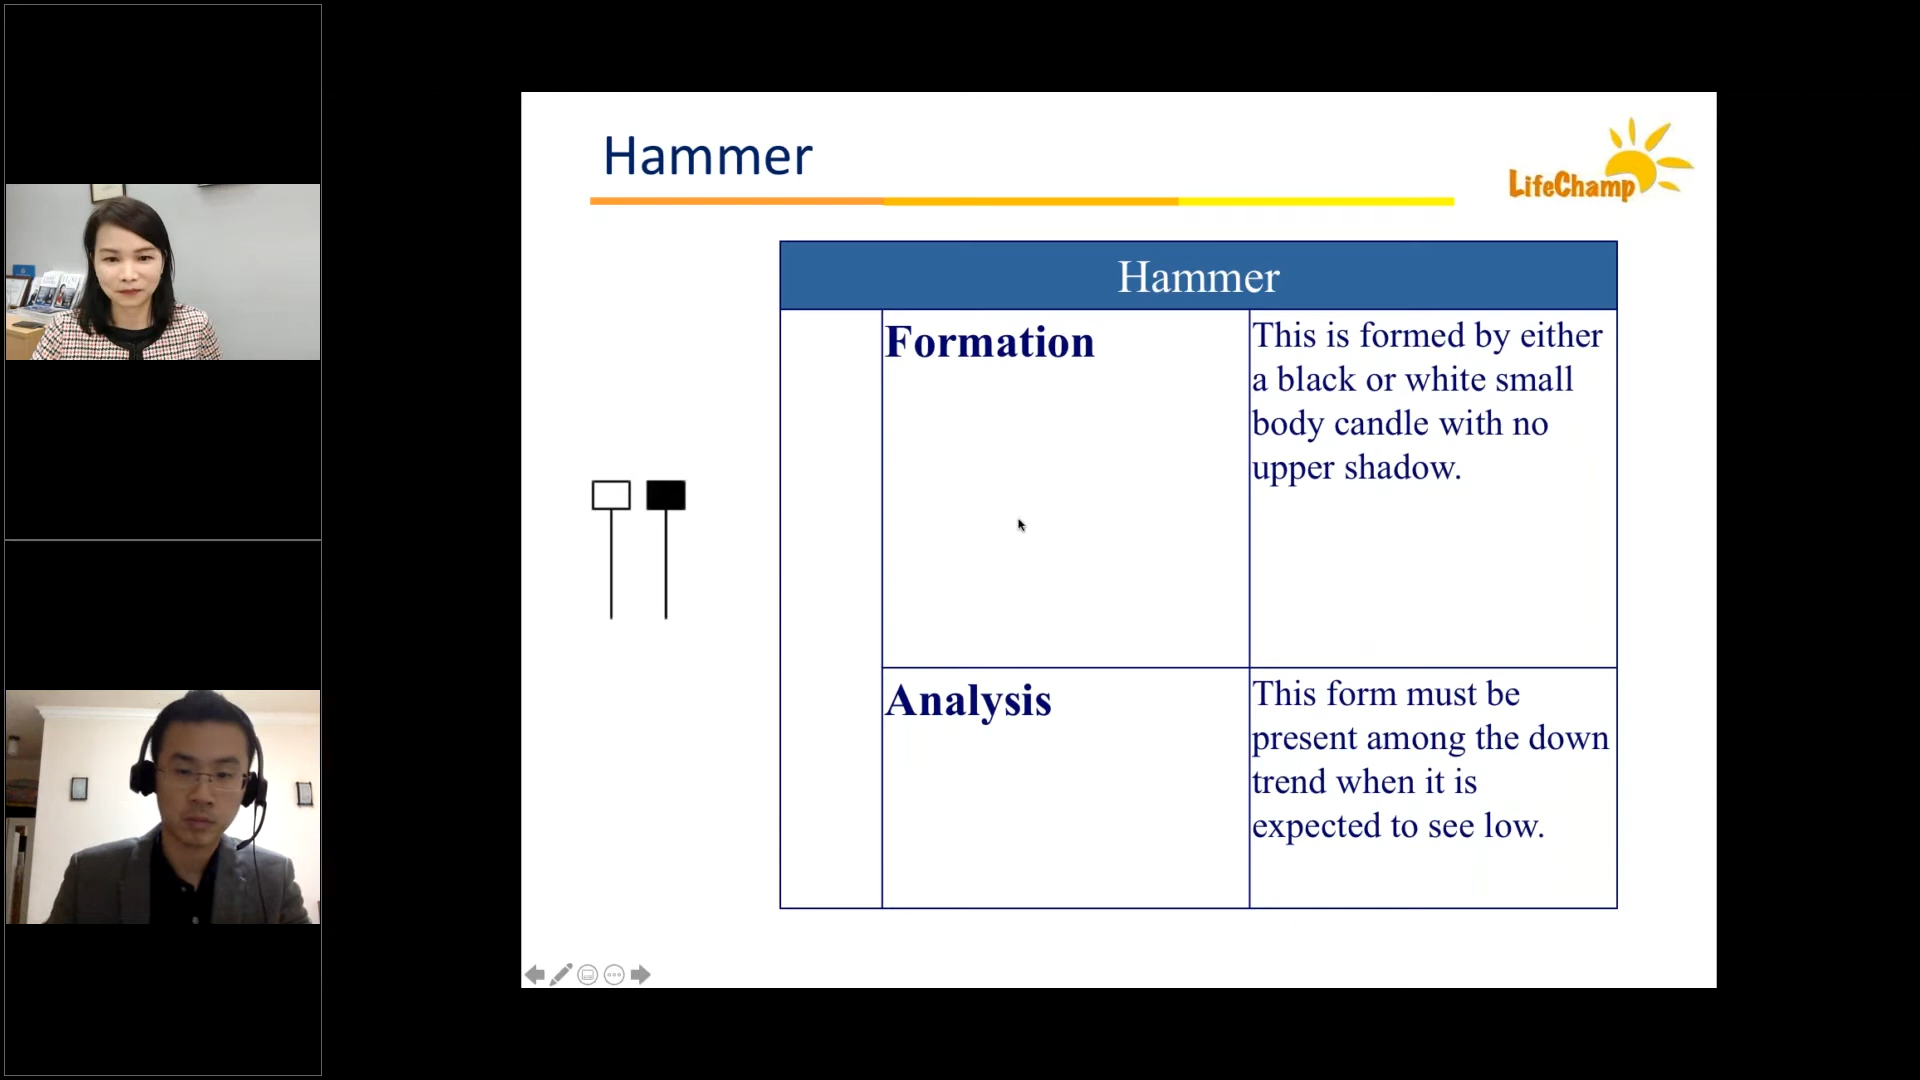 Hammer
LifeChamp
Hammer
Formation
This is formed by either
a black or white small
body candle with no
upper shadow.
Analysis
This form must be
present among the down
trend when it is
expected to see low.